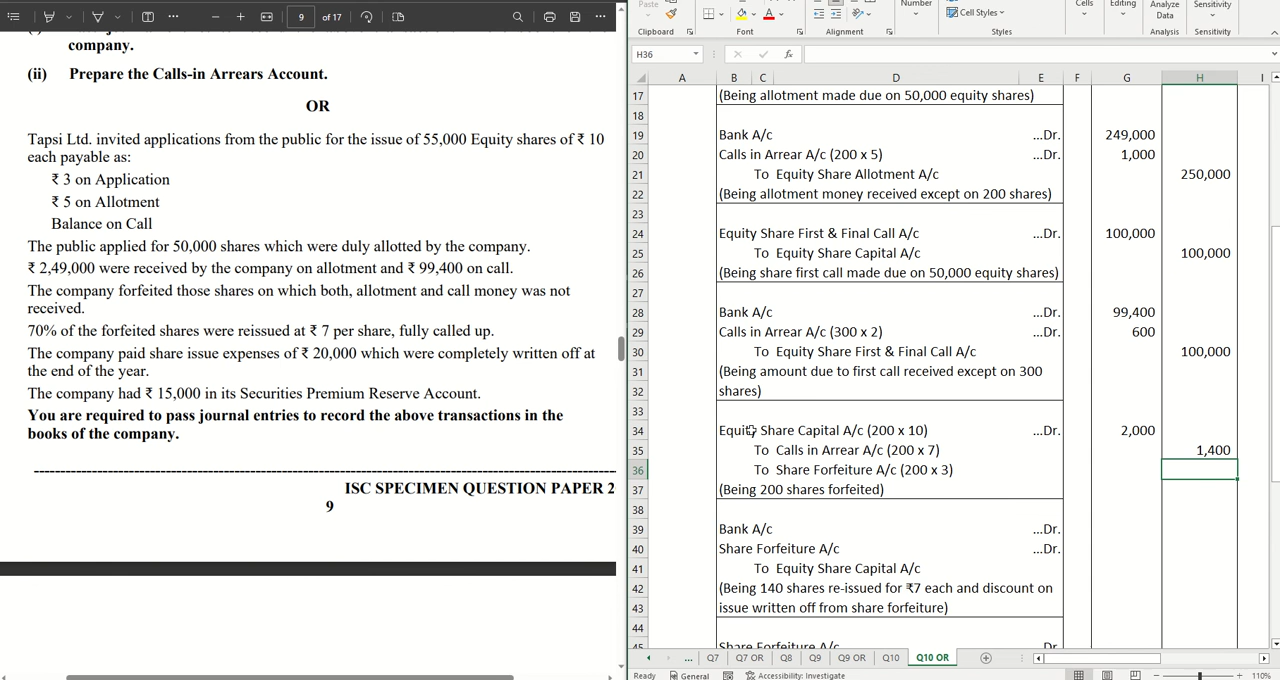 9 of 17
company.
(ii) Prepare the Calls-in Arrears Account.
OR
Tapsi Ltd. invited applications from the public for the issue of 55,000 Equity shares of ₹ 10
each payable as:
₹ 3 on Application
₹ 5 on Allotment
Balance on Call
The public applied for 50,000 shares which were duly allotted by the company.
₹ 2,49,000 were received by the company on allotment and ₹ 99,400 on call.
The company forfeited those shares on which both, allotment and call money was not
received.
70% of the forfeited shares were reissued at ₹ 7 per share, fully called up.
The company paid share issue expenses of ₹ 20,000 which were completely written off at
the end of the year.
The company had ₹ 15,000 in its Securities Premium Reserve Account.
You are required to pass journal entries to record the above transactions in the
books of the company.
ISC SPECIMEN QUESTION PAPER 2
9
Paste Number Cell Styles Cells Editing Analyze Data Sensitivity
Clipboard Font Alignment Styles Analysis Sensitivity
H36 fx
A B C D E F G H I
17 (Being allotment made due on 50,000 equity shares)
18
19 Bank A/c ...Dr. 249,000
20 Calls in Arrear A/c (200 x 5) ...Dr. 1,000
21 To Equity Share Allotment A/c 250,000
22 (Being allotment money received except on 200 shares)
23
24 Equity Share First & Final Call A/c ...Dr. 100,000
25 To Equity Share Capital A/c 100,000
26 (Being share first call made due on 50,000 equity shares)
27
28 Bank A/c ...Dr. 99,400
29 Calls in Arrear A/c (300 x 2) ...Dr. 600
30 To Equity Share First & Final Call A/c 100,000
31 (Being amount due to first call received except on 300
32 shares)
33
34 Equity Share Capital A/c (200 x 10) ...Dr. 2,000
35 To Calls in Arrear A/c (200 x 7) 1,400
36 To Share Forfeiture A/c (200 x 3)
37 (Being 200 shares forfeited)
38
39 Bank A/c ...Dr.
40 Share Forfeiture A/c ...Dr.
41 To Equity Share Capital A/c
42 (Being 140 shares re-issued for ₹7 each and discount on
43 issue written off from share forfeiture)
44
45 Share Forfeiture A/c Dr
... Q7 Q7 OR Q8 Q9 Q9 OR Q10 Q10 OR
Ready General Accessibility: Investigate 110%